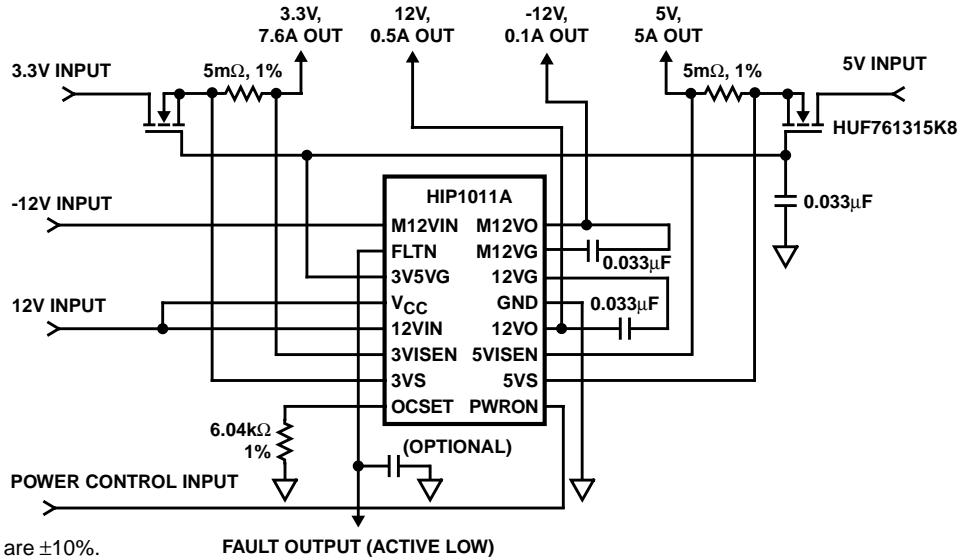 3.3V,
7.6A OUT
12V,
0.5A OUT
-12V,
0.1A OUT
5V,
5A OUT
3.3V INPUT
5mΩ, 1%
5mΩ, 1%
5V INPUT
HUF761315K8
0.033μF
HIP1011A
-12V INPUT
M12VIN
M12VO
FLTN
M12VG
0.033μF
3V5VG
12VG
12V INPUT
VCC
GND
0.033μF
12VIN
12VO
3VISEN
5VISEN
3VS
5VS
OCSET
PWRON
6.04kΩ
1%
(OPTIONAL)
POWER CONTROL INPUT
are ±10%.
FAULT OUTPUT (ACTIVE LOW)